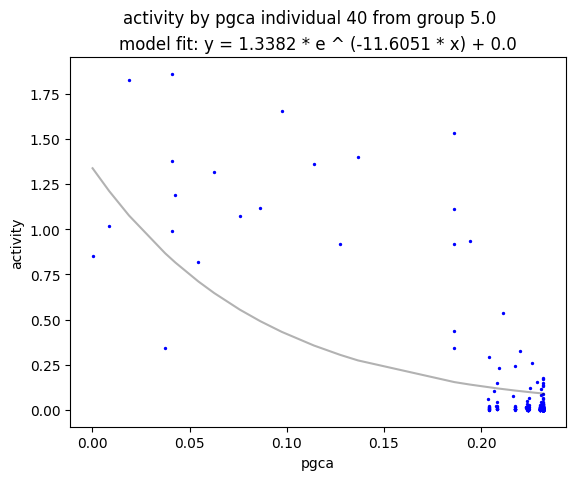 activity by pgca individual 40 from group 5.0
model fit: y = 1.3382 * e ^ (-11.6051 * x) + 0.0
1.75
1.50
1.25
1.00
0.75
0.50
0.25
0.00
activity
0.00 0.05 0.10 0.15 0.20
pgca